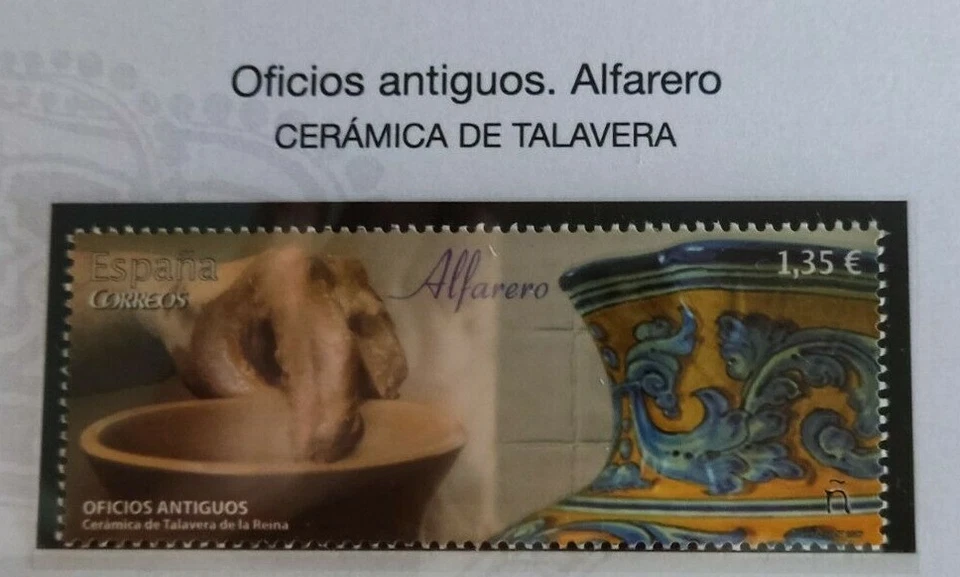 Oficios antiguos. Alfarero
CERÁMICA DE TALAVERA
España
CORREOS
Alfarero
1,35 €
OFICIOS ANTIGUOS
Cerámica de Talavera de la Reina
ñ